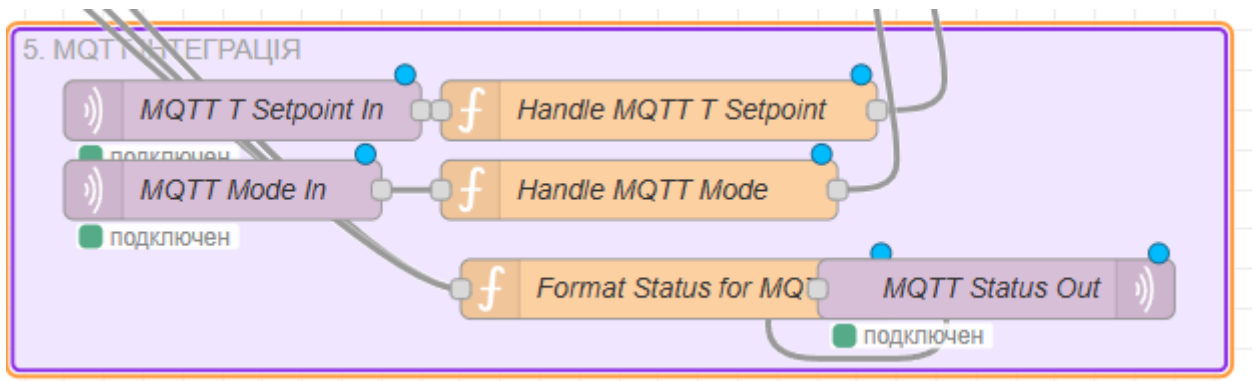 5. MQTT ІНТЕГРАЦІЯ
MQTT T Setpoint In
Handle MQTT T Setpoint
подключен
MQTT Mode In
Handle MQTT Mode
подключен
Format Status for
MQTT Status Out
подключен